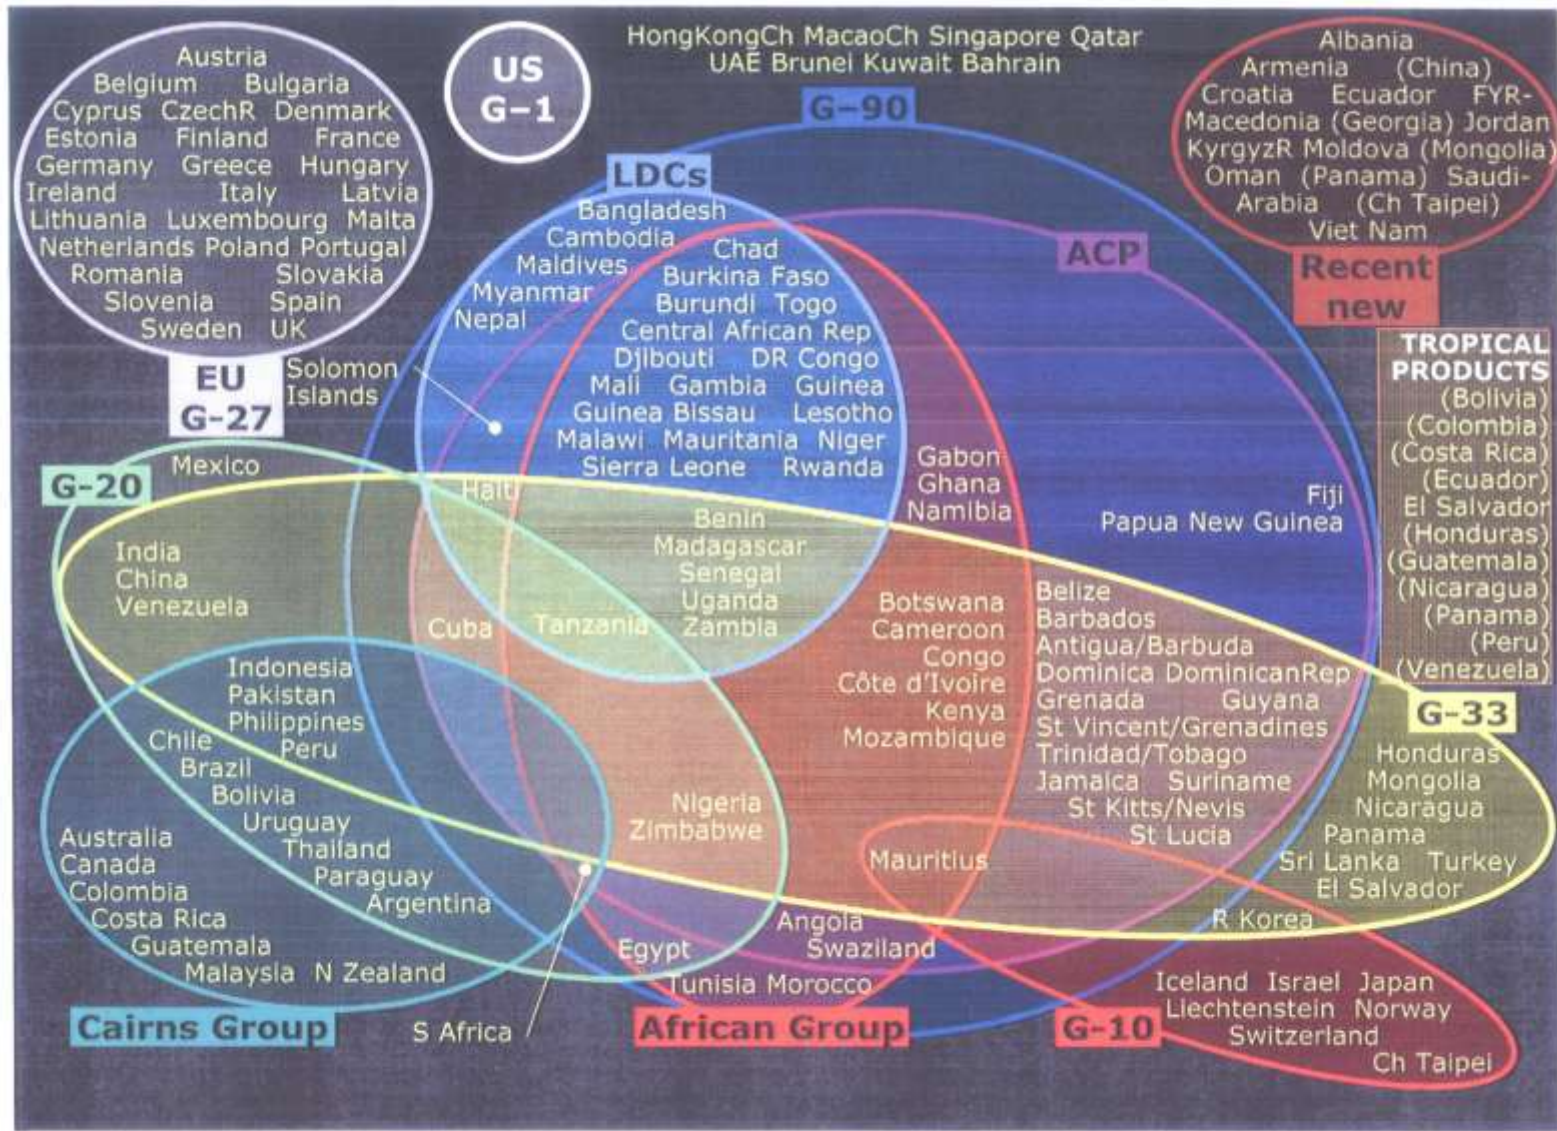 Austria
Belgium Bulgaria
Cyprus CzechR Denmark
Estonia Finland France
Germany Greece Hungary
Ireland Italy Latvia
Lithuania Luxembourg Malta
Netherlands Poland Portugal
Romania Slovakia
Slovenia Spain
Sweden UK
EU
G-27
US
G-1
HongKongCh MacaoCh Singapore Qatar
UAE Brunei Kuwait Bahrain
G-90
Albania
Armenia (China)
Croatia Ecuador FYR-
Macedonia (Georgia) Jordan
KyrgyzR Moldova (Mongolia)
Oman (Panama) Saudi-
Arabia (Ch Taipei)
Viet Nam
Recent
new
LDCs
Bangladesh
Cambodia
Maldives
Myanmar
Nepal
Chad
Burkina Faso
Burundi Togo
Central African Rep
Djibouti DR Congo
Mali Gambia Guinea
Guinea Bissau Lesotho
Malawi Mauritania Niger
Sierra Leone Rwanda
ACP
Solomon
Islands
TROPICAL
PRODUCTS
(Bolivia)
(Colombia)
(Costa Rica)
(Ecuador)
El Salvador
(Honduras)
(Guatemala)
(Nicaragua)
(Panama)
(Peru)
(Venezuela)
G-20
Mexico
Haiti
Gabon
Ghana
Namibia
Fiji
Papua New Guinea
Benin
Madagascar
Senegal
Uganda
Zambia
India
China
Venezuela
Cuba
Tanzania
Botswana
Cameroon
Congo
Côte d'Ivoire
Kenya
Mozambique
Belize
Barbados
Antigua/Barbuda
Dominica DominicanRep
Grenada Guyana
St Vincent/Grenadines
Trinidad/Tobago
Jamaica Suriname
St Kitts/Nevis
St Lucia
G-33
Indonesia
Pakistan
Philippines
Peru
Chile
Brazil
Bolivia
Uruguay
Thailand
Paraguay
Argentina
Nigeria
Zimbabwe
Mauritius
Honduras
Mongolia
Nicaragua
Panama
Sri Lanka Turkey
El Salvador
R Korea
Australia
Canada
Colombia
Costa Rica
Guatemala
Malaysia N Zealand
Angola
Swaziland
Egypt
Tunisia Morocco
Iceland Israel Japan
Liechtenstein Norway
Switzerland
Ch Taipei
Cairns Group
S Africa
African Group
G-10